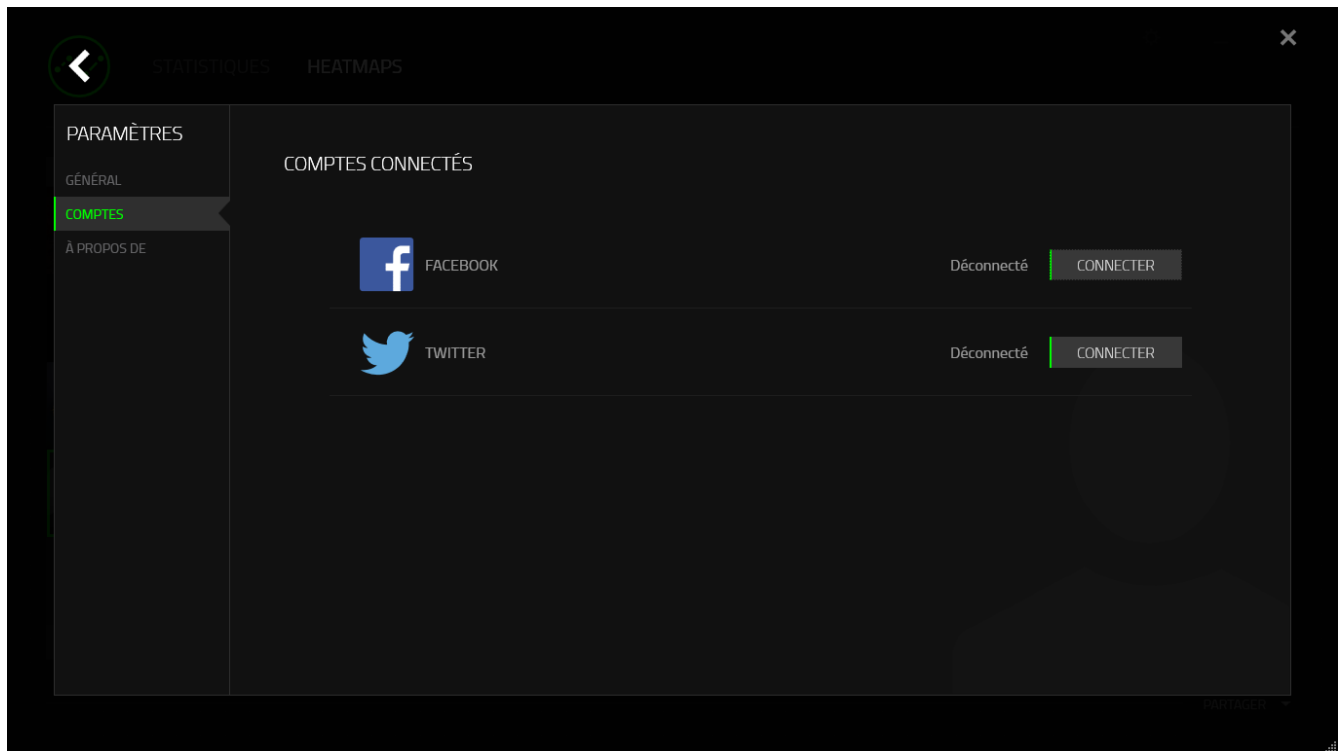 STATISTIQUES HEATMAPS
PARAMÈTRES
GÉNÉRAL
COMPTES
À PROPOS DE
COMPTES CONNECTÉS
FACEBOOK Déconnecté CONNECTER
TWITTER Déconnecté CONNECTER
PARTAGER